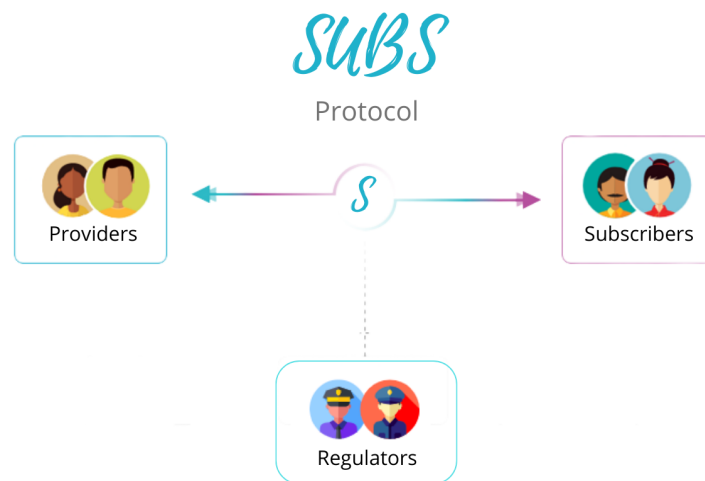 SUBS
Protocol
S
Providers
Subscribers
Regulators